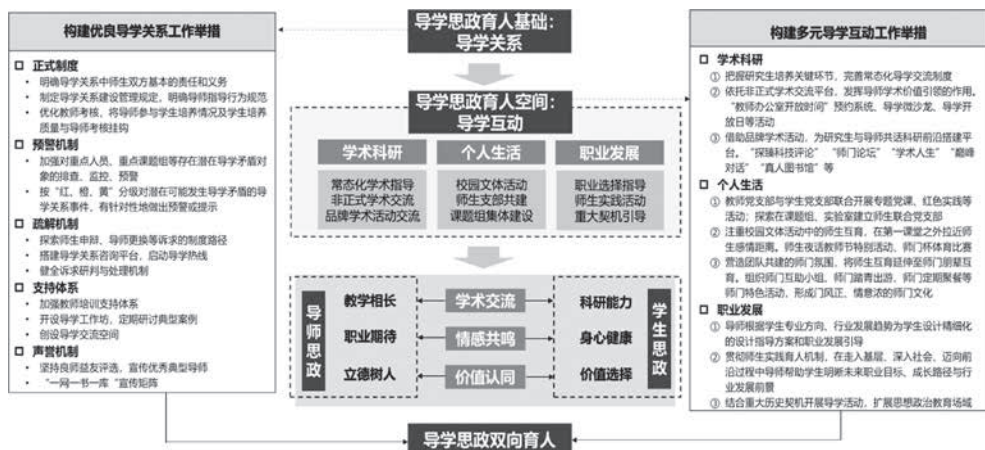 构建优良导学关系工作举措
正式制度
明确导学关系中师生双方基本的责任和义务
制定导学关系建设管理规定，明确导师指导行为规范
优化教师考核、将导师参与学生培养情况及学生培养
质量与导师考核挂钩
预警机制
加强对重点人员、重点课题组等存在潜在导学矛盾对
象的排查、监控、预警
按“红、橙、黄”分级对潜在可能发生导学矛盾的导
学关系事件，有针对性地做出预警或提示
疏解机制
探索师生申辩、导师更换等诉求的制度路径
搭建导学关系咨询平台，启动导学热线
健全诉求研判与处理机制
支持体系
加强教师培训支持体系
开设导学工作坊，定期研讨典型案例
创设导学交流空间
声誉机制
坚持良师益友评选，宣传优秀典型导师
“一网一书一库”宣传矩阵
导学思政育人基础：
导学关系
导学思政育人空间：
导学互动
学术科研 个人生活 职业发展
常态化学术指导 校园文体活动 职业选择指导
非正式学术交流 师生支部共建 师生实践活动
品牌学术活动交流 课题组集体建设 重大契机引导
导师思政
教学相长 学术交流 科研能力
职业期待 情感共鸣 身心健康
立德树人 价值认同 价值选择
学生思政
导学思政双向育人
构建多元导学互动工作举措
学术科研
① 把握研究生培养关键环节，完善常态化导学交流制度
② 依托非正式学术交流平台，发挥导师学术价值引领的作用。
“教师办公室开放时间”预约系统、导学微沙龙、导学开
放日等活动
③ 借助品牌学术活动，为研究生与导师共话科研前沿搭建平
台。“探臻科技评论”“师门论坛”“学术人生”“巅峰
对话”“真人图书馆”等
个人生活
① 教师党支部与学生党支部联合开展专题党课、红色实践等
活动；探索在课题组、实验室建立师生联合党支部
② 注重校园文体活动中的师生互育，在第一课堂之外拉近师
生感情距离。师生夜话教师节特别活动、师门杯体育比赛
③ 营造团队共建的师门氛围，将师生互育延伸至师门朋辈互
育。组织师门互助小组，师门踏青出游、师门定期聚餐等
师门特色活动，形成门风正、情意浓的师门文化
职业发展
① 导师根据学生专业方向、行业发展趋势为学生设计精细化
的设计指导方案和职业发展引导
② 贯彻师生实践育人机制，在走入基层、深入社会、迈向前
沿过程中导师帮助学生明晰未来职业目标、成长路径与行
业发展前景
③ 结合重大历史契机开展导学活动，扩展思想政治教育场域